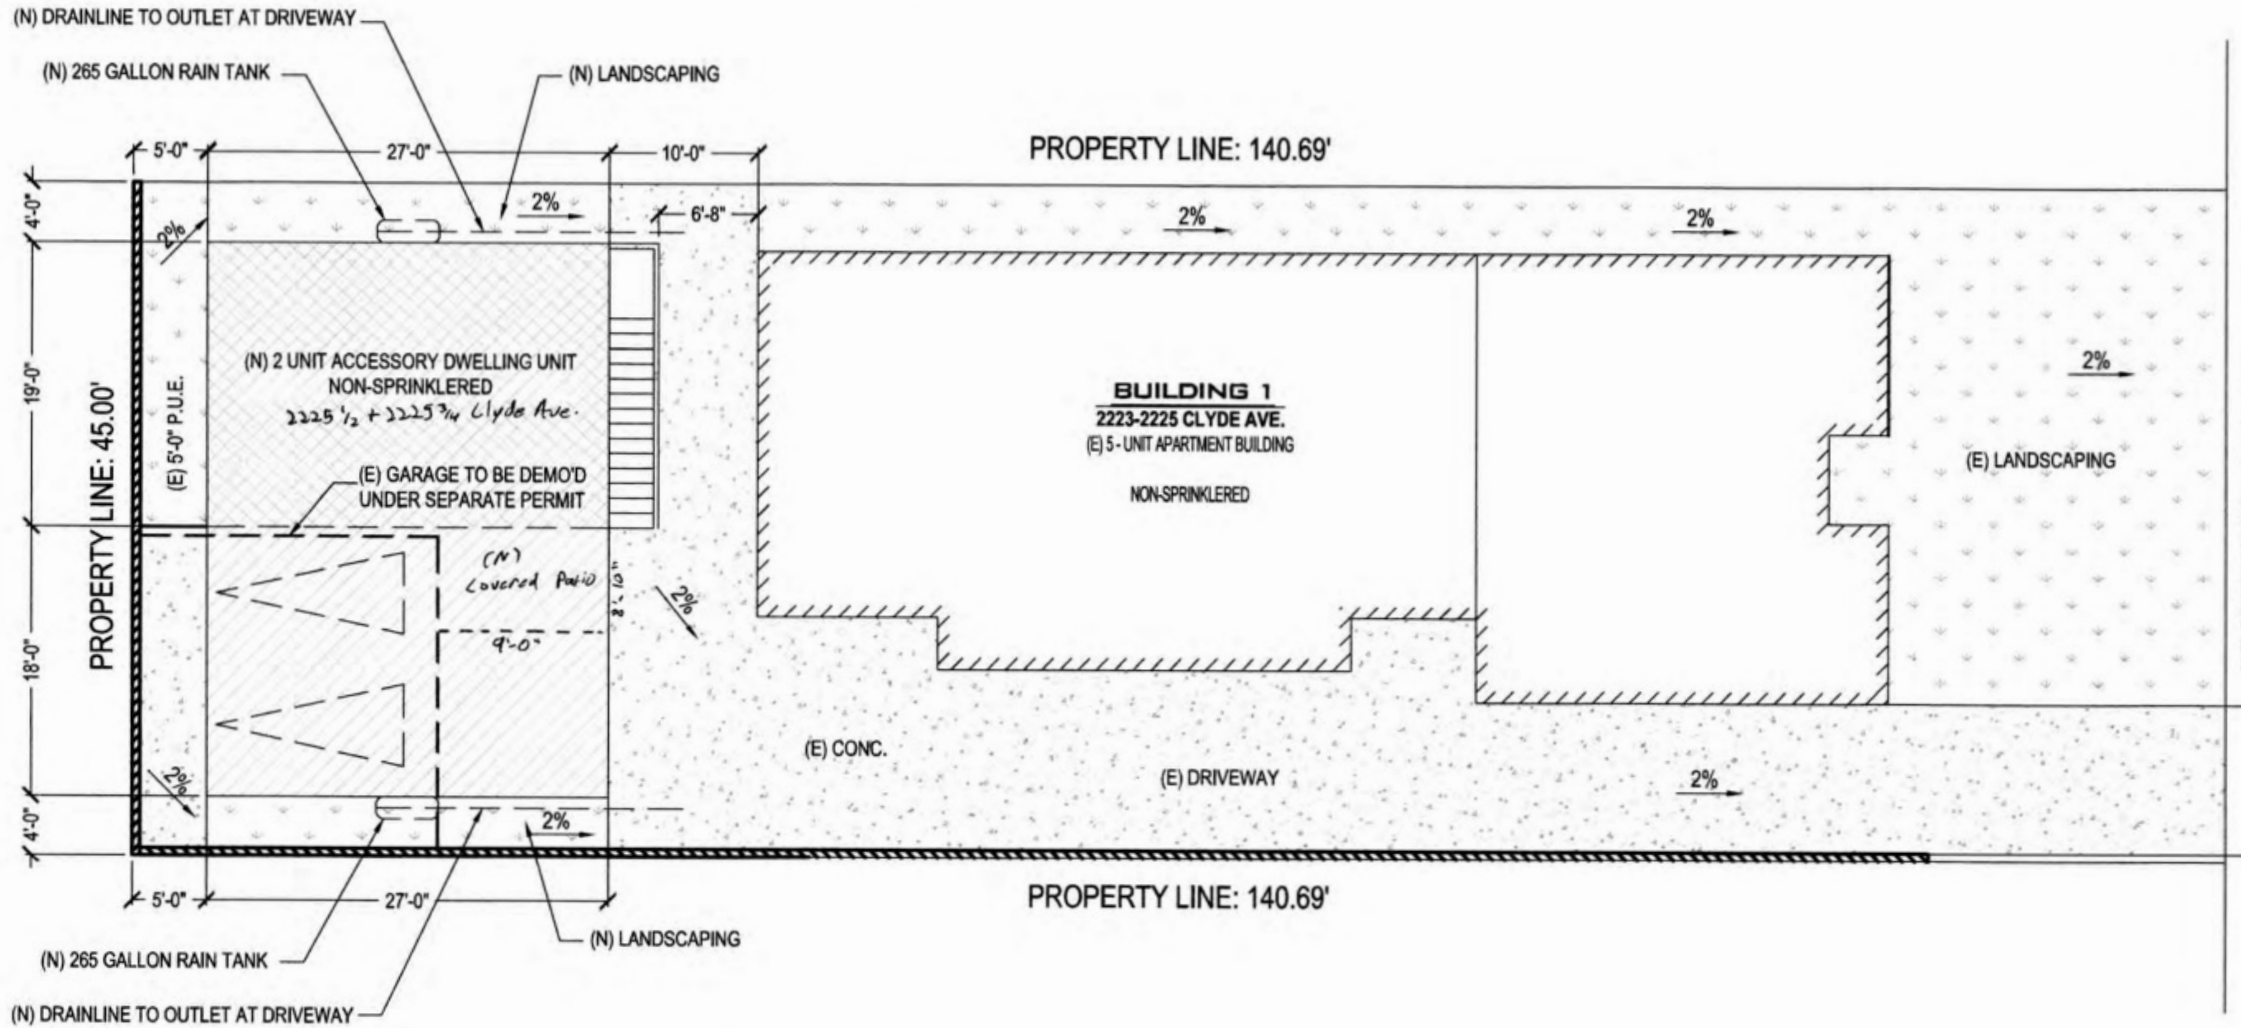 (N) DRAINLINE TO OUTLET AT DRIVEWAY
(N) 265 GALLON RAIN TANK
(N) LANDSCAPING
5'-0"
27'-0"
10'-0"
PROPERTY LINE: 140.69'
4'-0"
2%
2%
6'-8"
2%
2%
19'-0"
PROPERTY LINE: 45.00'
(E) 5'-0" P.U.E.
(N) 2 UNIT ACCESSORY DWELLING UNIT
NON-SPRINKLERED
2225 1/2 + 2225 3/4 Clyde Ave.
(E) GARAGE TO BE DEMO'D
UNDER SEPARATE PERMIT
BUILDING 1
2223-2225 CLYDE AVE.
(E) 5 - UNIT APARTMENT BUILDING
NON-SPRINKLERED
2%
(E) LANDSCAPING
18'-0"
(N)
Covered Patio
8'-10"
9'-0"
2%
(E) CONC.
(E) DRIVEWAY
2%
2%
4'-0"
2%
5'-0"
27'-0"
PROPERTY LINE: 140.69'
(N) LANDSCAPING
(N) 265 GALLON RAIN TANK
(N) DRAINLINE TO OUTLET AT DRIVEWAY